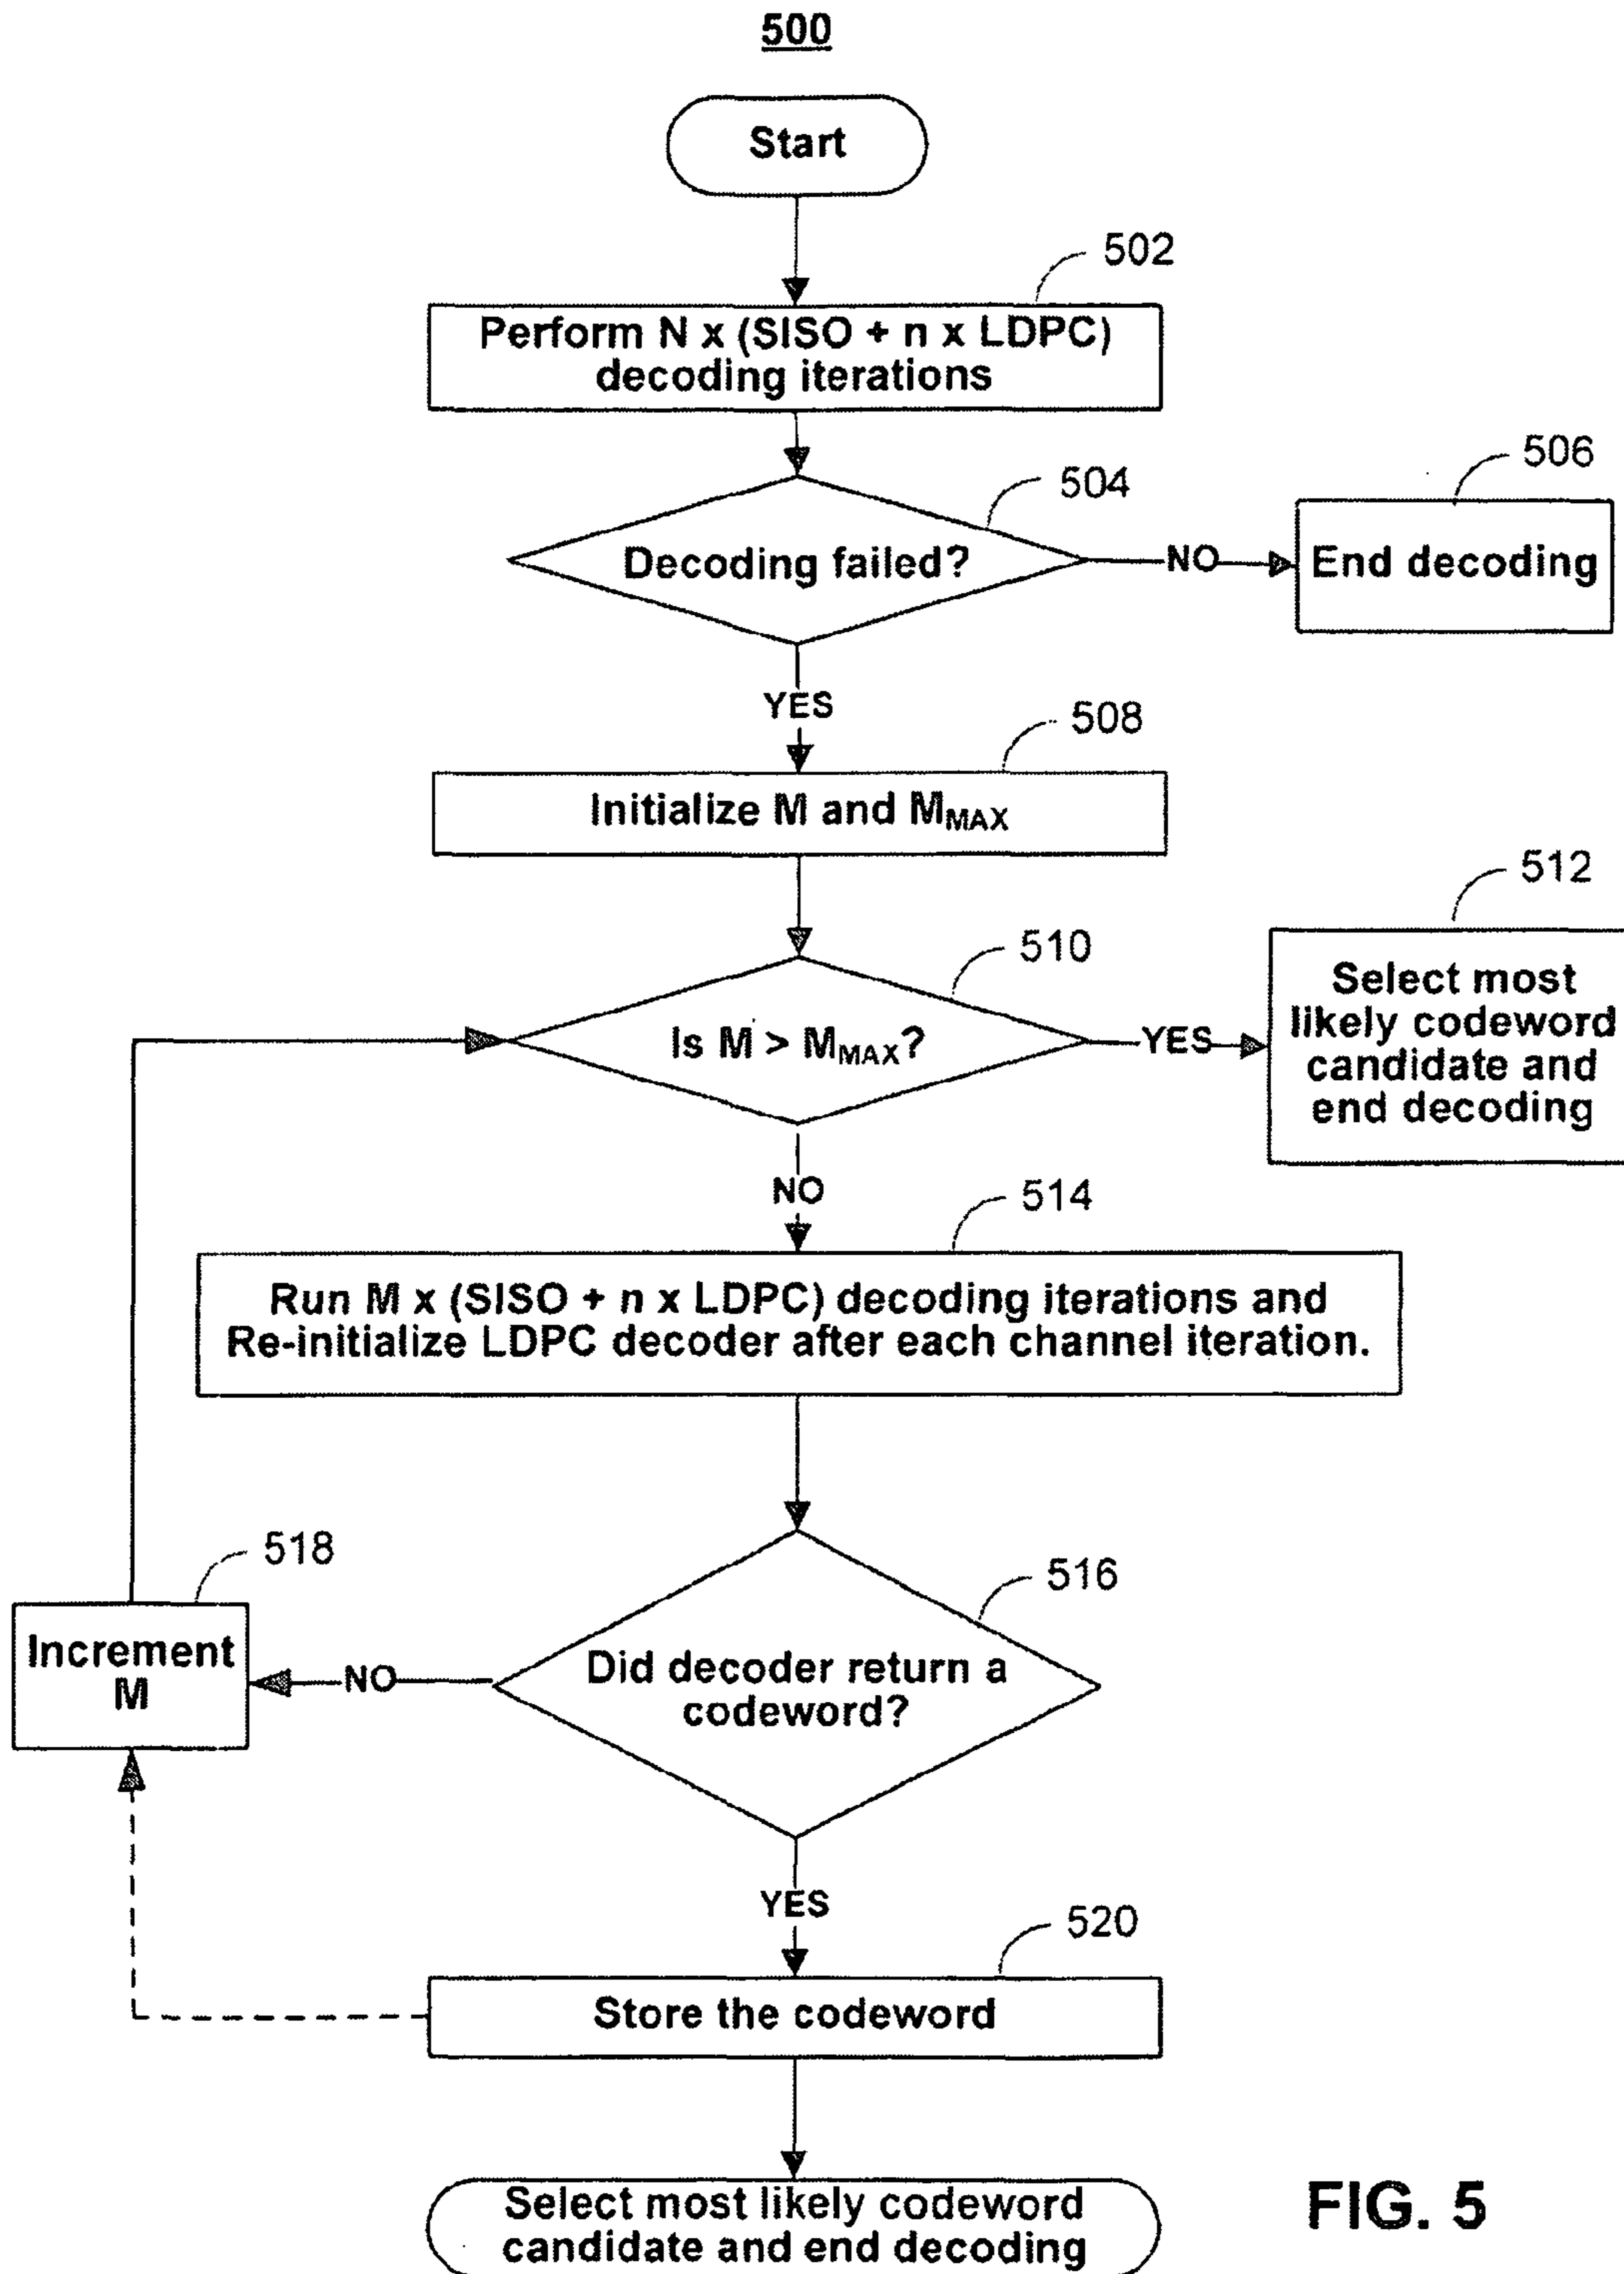 500
Start
502
Perform N x (SISO + n x LDPC)
decoding iterations
504
506
Decoding failed?
NO
End decoding
YES
508
Initialize M and MMAX
510
512
Is M > MMAX?
YES
Select most
likely codeword
candidate and
end decoding
NO
514
Run M x (SISO + n x LDPC) decoding iterations and
Re-initialize LDPC decoder after each channel iteration.
516
518
Increment
M
NO
Did decoder return a
codeword?
YES
520
Store the codeword
Select most likely codeword
candidate and end decoding
FIG. 5